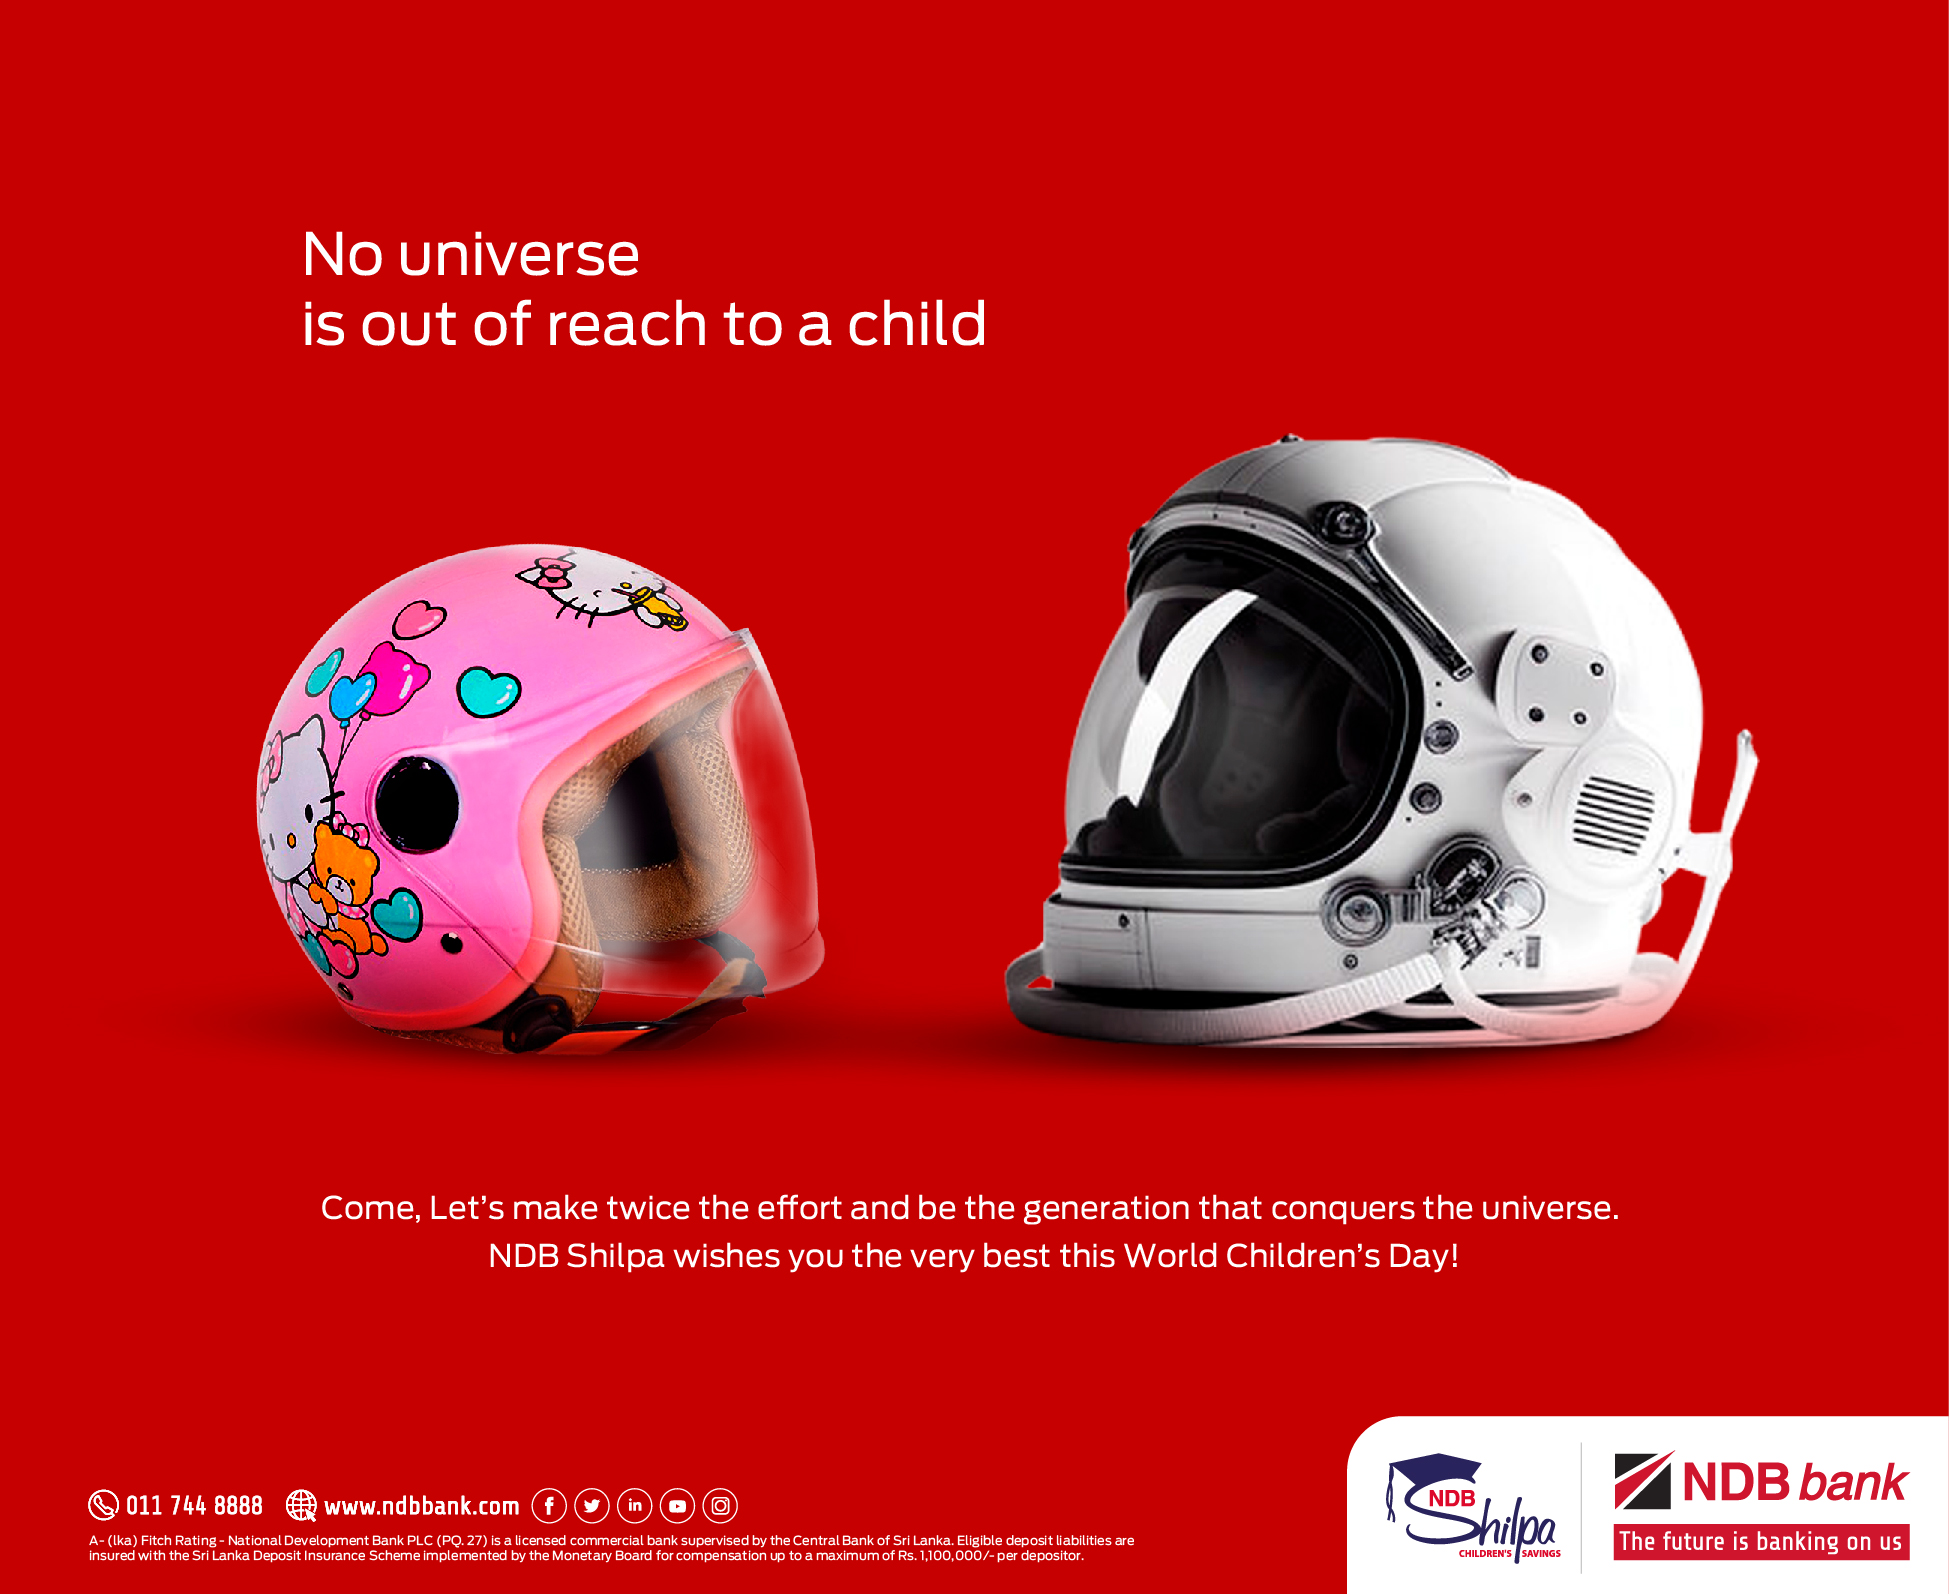 No universe
is out of reach to a child
Come, Let’s make twice the effort and be the generation that conquers the universe.
NDB Shilpa wishes you the very best this World Children’s Day!
011 744 8888 www.ndbbank.com
A- (lka) Fitch Rating - National Development Bank PLC (PQ. 27) is a licensed commercial bank supervised by the Central Bank of Sri Lanka. Eligible deposit liabilities are
insured with the Sri Lanka Deposit Insurance Scheme implemented by the Monetary Board for compensation up to a maximum of Rs. 1,100,000/- per depositor.
NDB
Shilpa
CHILDREN'S SAVINGS
NDB bank
The future is banking on us